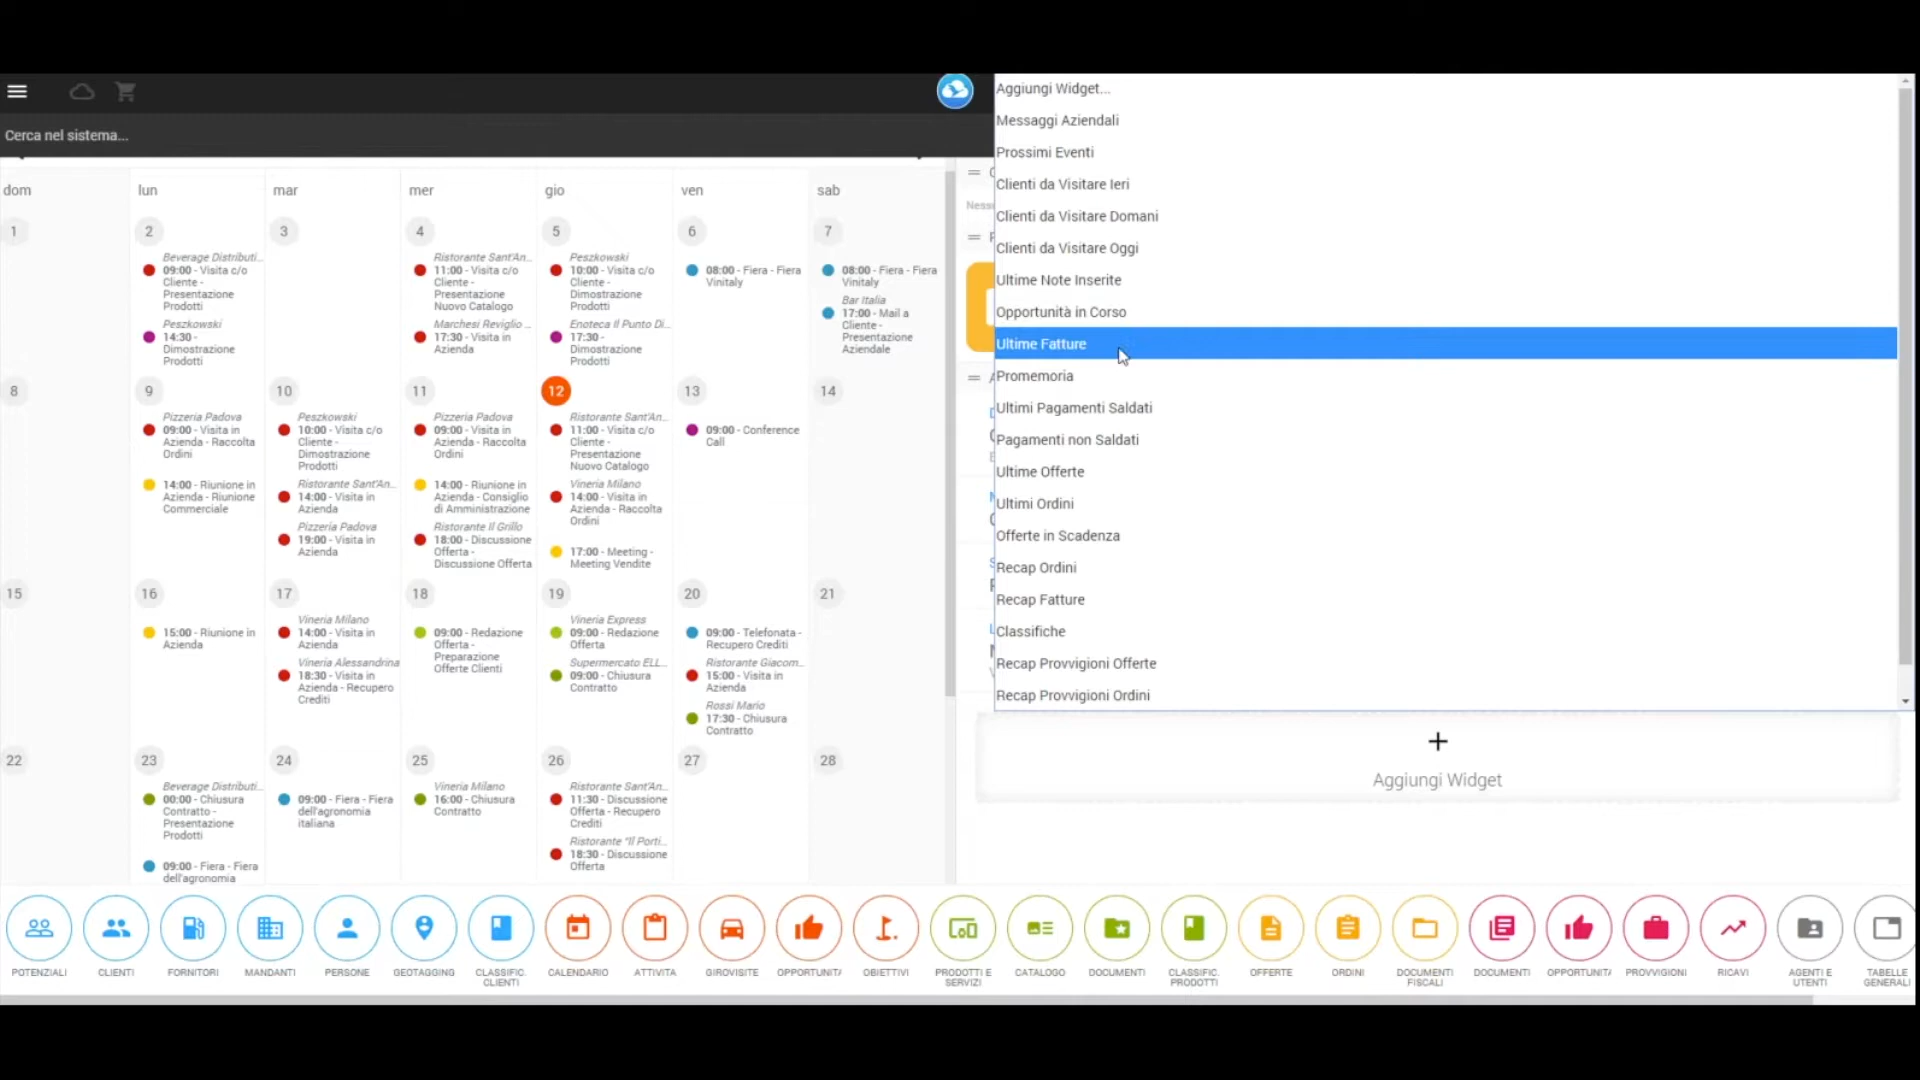 Cerca nel sistema...
dom lun mar mer gio ven sab
1 2 3 4 5 6 7
Beverage Distributi...
09:00 - Visita c/o
Cliente -
Presentazione
Prodotti
Peszkowski
14:30 -
Dimostrazione
Prodotti
Ristorante Sant'An...
11:00 - Visita c/o
Cliente -
Presentazione
Nuovo Catalogo
Marchesi Reviglio ...
17:30 - Visita in
Azienda
Peszkowski
10:00 - Visita c/o
Cliente -
Dimostrazione
Prodotti
Enoteca Il Punto Di...
17:30 -
Dimostrazione
Prodotti
08:00 - Fiera - Fiera
Vinitaly
08:00 - Fiera - Fiera
Vinitaly
Bar Italia
17:00 - Mail a
Cliente -
Presentazione
Aziendale
8 9 10 11 12 13 14
Pizzeria Padova
09:00 - Visita in
Azienda - Raccolta
Ordini
14:00 - Riunione in
Azienda - Riunione
Commerciale
Peszkowski
10:00 - Visita c/o
Cliente -
Dimostrazione
Prodotti
Ristorante Sant'An...
14:00 - Visita in
Azienda
Pizzeria Padova
19:00 - Visita in
Azienda
Pizzeria Padova
09:00 - Visita in
Azienda - Raccolta
Ordini
14:00 - Riunione in
Azienda - Consiglio
di Amministrazione
Ristorante Il Grillo
18:00 - Discussione
Offerta -
Discussione Offerta
Ristorante Sant'An...
11:00 - Visita c/o
Cliente -
Presentazione
Nuovo Catalogo
Vineria Milano
14:00 - Visita in
Azienda - Raccolta
Ordini
17:00 - Meeting -
Meeting Vendite
09:00 - Conference
Call
15 16 17 18 19 20 21
15:00 - Riunione in
Azienda
Vineria Milano
14:00 - Visita in
Azienda
Vineria Alessandrina
18:30 - Visita in
Azienda - Recupero
Crediti
09:00 - Redazione
Offerta -
Preparazione
Offerte Clienti
Vineria Express
09:00 - Redazione
Offerta
Supermercato ELL...
09:00 - Chiusura
Contratto
09:00 - Telefonata -
Recupero Crediti
Ristorante Giacom...
15:00 - Visita in
Azienda
Rossi Mario
17:30 - Chiusura
Contratto
22 23 24 25 26 27 28
Beverage Distributi...
00:00 - Chiusura
Contratto -
Presentazione
Prodotti
09:00 - Fiera - Fiera
dell'agronomia
09:00 - Fiera - Fiera
dell'agronomia
italiana
Vineria Milano
16:00 - Chiusura
Contratto
Ristorante Sant'An...
11:30 - Discussione
Offerta - Recupero
Crediti
Ristorante "Il Porti...
18:30 - Discussione
Offerta
Aggiungi Widget...
Messaggi Aziendali
Prossimi Eventi
Clienti da Visitare Ieri
Clienti da Visitare Domani
Clienti da Visitare Oggi
Ultime Note Inserite
Opportunità in Corso
Ultime Fatture
Promemoria
Ultimi Pagamenti Saldati
Pagamenti non Saldati
Ultime Offerte
Ultimi Ordini
Offerte in Scadenza
Recap Ordini
Recap Fatture
Classifiche
Recap Provvigioni Offerte
Recap Provvigioni Ordini
+
Aggiungi Widget
POTENZIALI
CLIENTI
FORNITORI
MANDANTI
PERSONE
GEOTAGGING
CLASSIFIC.
CLIENTI
CALENDARIO
ATTIVITA
GIROVISITE
OPPORTUNITA
OBIETTIVI
PRODOTTI E
SERVIZI
CATALOGO
DOCUMENTI
CLASSIFIC.
PRODOTTI
OFFERTE
ORDINI
DOCUMENTI
FISCALI
DOCUMENTI
OPPORTUNITA
PROVVIGIONI
RICAVI
AGENTI E
UTENTI
TABELLE
GENERALI